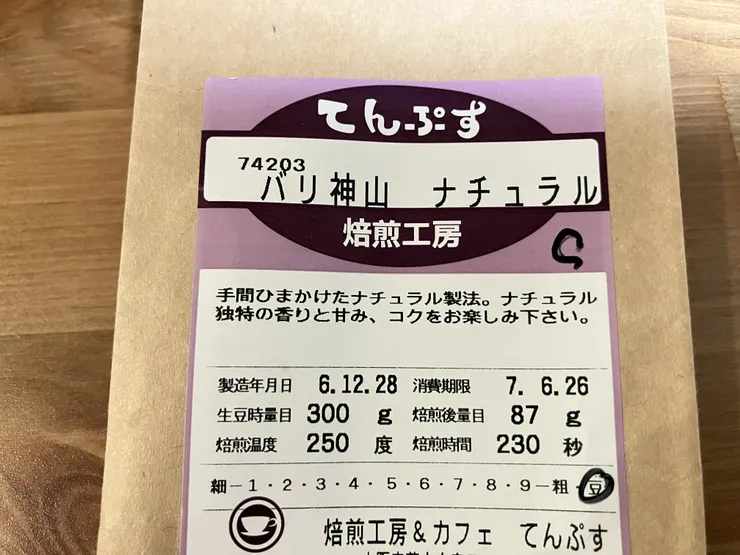 てんぷす
74203
バリ神山 ナチュラル
焙煎工房
手間ひまかけたナチュラル製法。ナチュラル
独特の香りと甘み、コクをお楽しみ下さい。
製造年月日 6.12.28 消費期限 7. 6.26
生豆時量目 300 g 焙煎後量目 87 g
焙煎温度 250 度 焙煎時間 230 秒
細－1・2・3・4・5・6・7・8・9－粗・豆
焙煎工房＆カフェ てんぷす